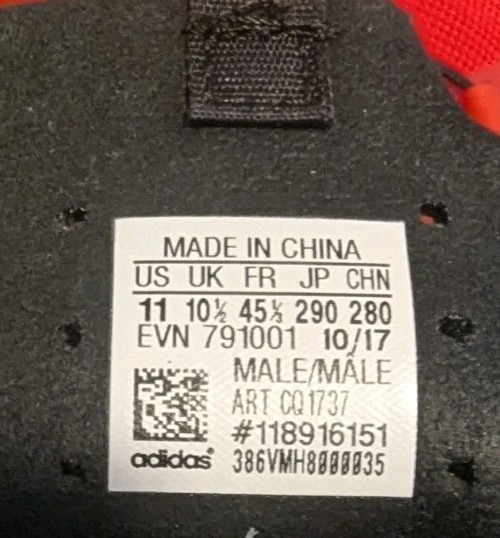 MADE IN CHINA
US UK FR JP CHN
11 10½ 45⅓ 290 280
EVN 791001 10/17
MALE/MÂLE
ART CQ1737
#118916151
adidas® 386VMH8000035